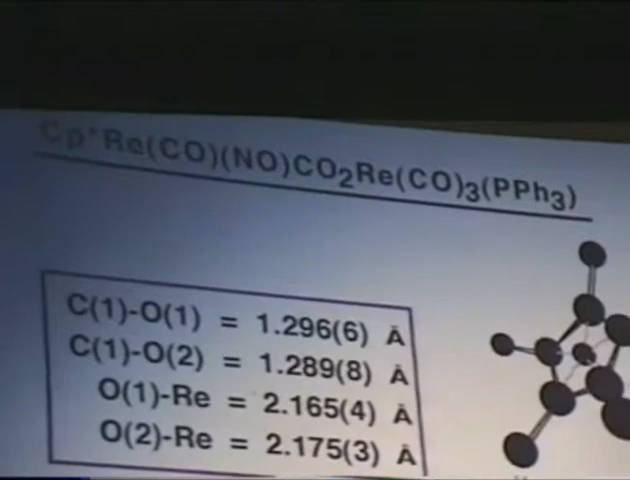 Cp*Re(CO)(NO)CO₂Re(CO)₃(PPh₃)
C(1)-O(1) = 1.296(6) Å
C(1)-O(2) = 1.289(8) Å
O(1)-Re = 2.165(4) Å
O(2)-Re = 2.175(3) Å